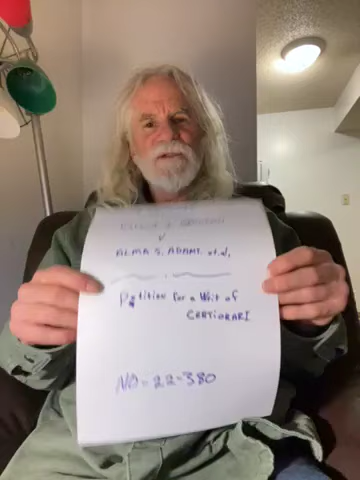 ALMA S. ADAMS, et al,
Petition for a Writ of
CERTIORARI
NO-22-380